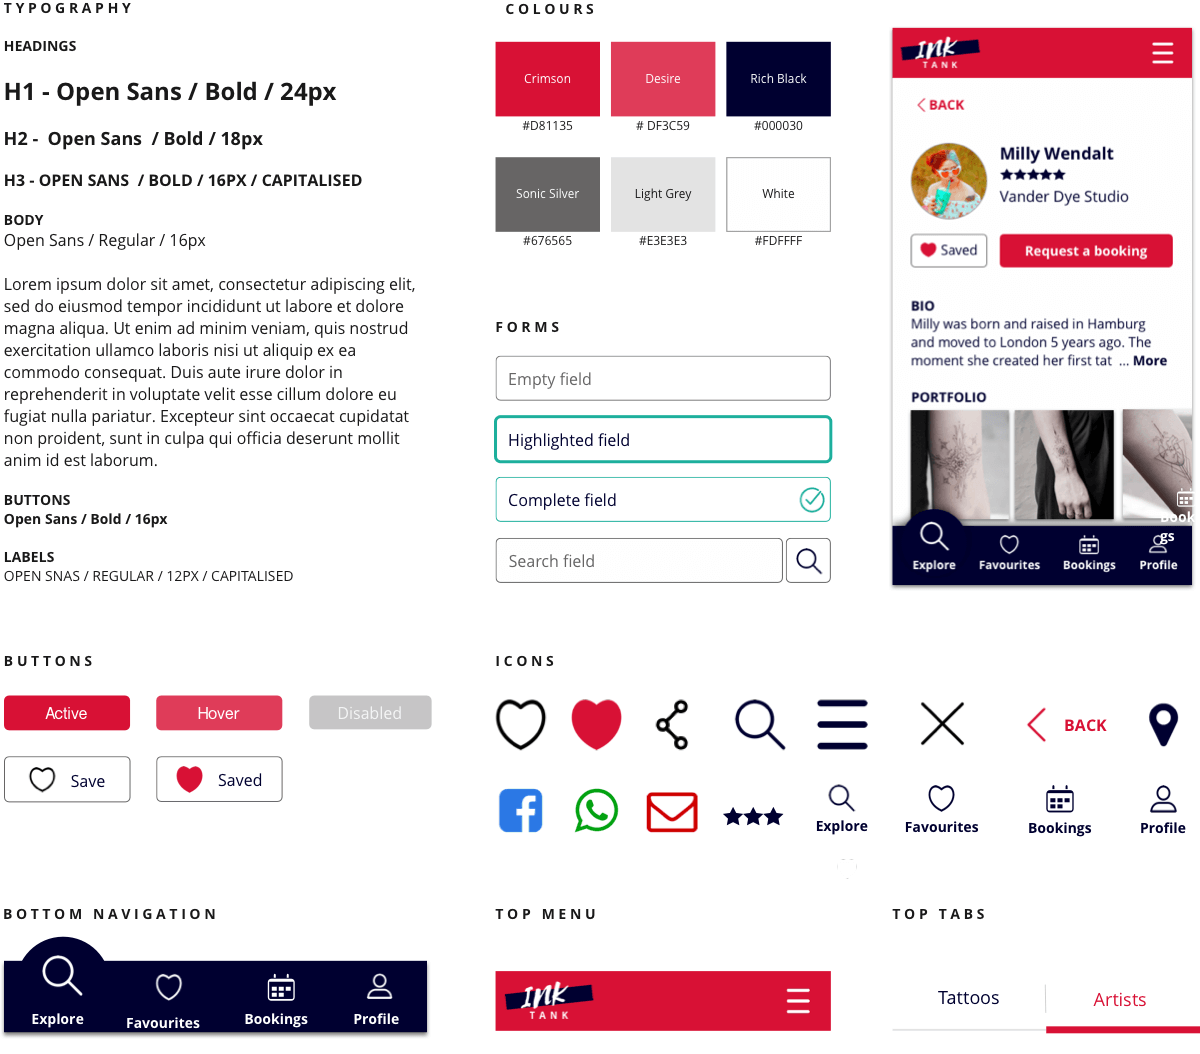 TYPOGRAPHY
HEADINGS
H1 - Open Sans / Bold / 24px
H2 - Open Sans / Bold / 18px
H3 - OPEN SANS / BOLD / 16PX / CAPITALISED
BODY
Open Sans / Regular / 16px
Lorem ipsum dolor sit amet, consectetur adipiscing elit,
sed do eiusmod tempor incididunt ut labore et dolore
magna aliqua. Ut enim ad minim veniam, quis nostrud
exercitation ullamco laboris nisi ut aliquip ex ea
commodo consequat. Duis aute irure dolor in
reprehenderit in voluptate velit esse cillum dolore eu
fugiat nulla pariatur. Excepteur sint occaecat cupidatat
non proident, sunt in culpa qui officia deserunt mollit
anim id est laborum.
BUTTONS
Open Sans / Bold / 16px
LABELS
OPEN SNAS / REGULAR / 12PX / CAPITALISED
COLOURS
Crimson
Desire
Rich Black
#D81135
# DF3C59
#000030
Sonic Silver
Light Grey
White
#676565
#E3E3E3
#FDFFFF
FORMS
Empty field
Highlighted field
Complete field
Search field
Ink
TANK
BACK
Milly Wendalt
Vander Dye Studio
Saved
Request a booking
BIO
Milly was born and raised in Hamburg
and moved to London 5 years ago. The
moment she created her first tat ... More
PORTFOLIO
Book
gs
Explore
Favourites
Bookings
Profile
BUTTONS
Active
Hover
Disabled
Save
Saved
ICONS
BACK
Explore
Favourites
Bookings
Profile
BOTTOM NAVIGATION
Explore
Favourites
Bookings
Profile
TOP MENU
Ink
TANK
TOP TABS
Tattoos
Artists